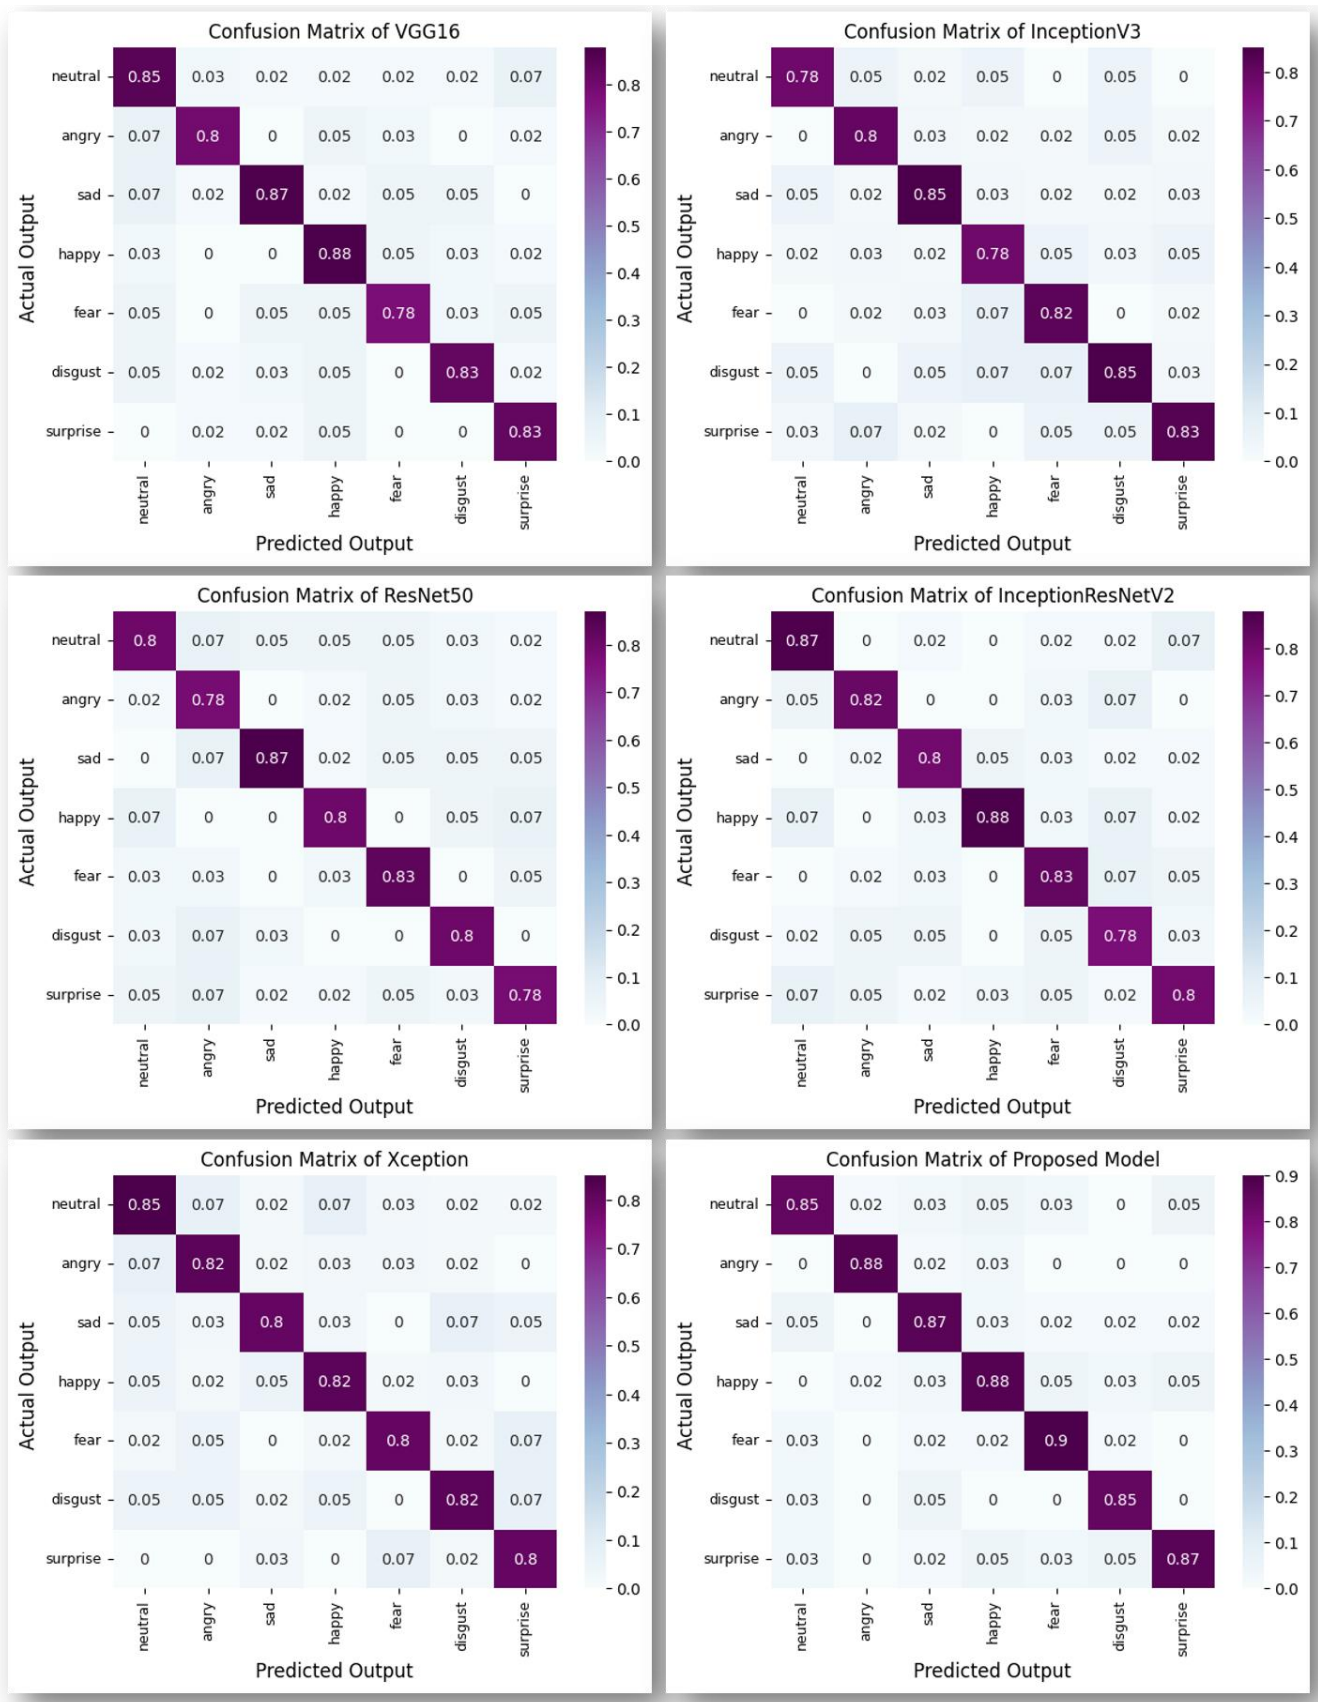 Confusion Matrix of VGG16
neutral 0.85 0.03 0.02 0.02 0.02 0.02 0.07
angry 0.07 0.8 0 0.05 0.03 0 0.02
sad 0.07 0.02 0.87 0.02 0.05 0.05 0
happy 0.03 0 0 0.88 0.05 0.03 0.02
fear 0.05 0 0.05 0.05 0.78 0.03 0.05
disgust 0.05 0.02 0.03 0.05 0 0.83 0.02
surprise 0 0.02 0.02 0.05 0 0 0.83
neutral angry sad happy fear disgust surprise
Predicted Output
Actual Output
0.8
0.7
0.6
0.5
0.4
0.3
0.2
0.1
0.0
Confusion Matrix of InceptionV3
neutral 0.78 0.05 0.02 0.05 0 0.05 0
angry 0 0.8 0.03 0.02 0.02 0.05 0.02
sad 0.05 0.02 0.85 0.03 0.02 0.02 0.03
happy 0.02 0.03 0.02 0.78 0.05 0.03 0.05
fear 0 0.02 0.03 0.07 0.82 0 0.02
disgust 0.05 0 0.05 0.07 0.07 0.85 0.03
surprise 0.03 0.07 0.02 0 0.05 0.05 0.83
neutral angry sad happy fear disgust surprise
Predicted Output
Actual Output
0.8
0.7
0.6
0.5
0.4
0.3
0.2
0.1
0.0
Confusion Matrix of ResNet50
neutral 0.8 0.07 0.05 0.05 0.05 0.03 0.02
angry 0.02 0.78 0 0.02 0.05 0.03 0.02
sad 0 0.07 0.87 0.02 0.05 0.05 0.05
happy 0.07 0 0 0.8 0 0.05 0.07
fear 0.03 0.03 0 0.03 0.83 0 0.05
disgust 0.03 0.07 0.03 0 0 0.8 0
surprise 0.05 0.07 0.02 0.02 0.05 0.03 0.78
neutral angry sad happy fear disgust surprise
Predicted Output
Actual Output
0.8
0.7
0.6
0.5
0.4
0.3
0.2
0.1
0.0
Confusion Matrix of InceptionResNetV2
neutral 0.87 0 0.02 0 0.02 0.02 0.07
angry 0.05 0.82 0 0 0.03 0.07 0
sad 0 0.02 0.8 0.05 0.03 0.02 0.02
happy 0.07 0 0.03 0.88 0.03 0.07 0.02
fear 0 0.02 0.03 0 0.83 0.07 0.05
disgust 0.02 0.05 0.05 0 0.05 0.78 0.03
surprise 0.07 0.05 0.02 0.03 0.05 0.02 0.8
neutral angry sad happy fear disgust surprise
Predicted Output
Actual Output
0.8
0.7
0.6
0.5
0.4
0.3
0.2
0.1
0.0
Confusion Matrix of Xception
neutral 0.85 0.07 0.02 0.07 0.03 0.02 0.02
angry 0.07 0.82 0.02 0.03 0.03 0.02 0
sad 0.05 0.03 0.8 0.03 0 0.07 0.05
happy 0.05 0.02 0.05 0.82 0.02 0.03 0
fear 0.02 0.05 0 0.02 0.8 0.02 0.07
disgust 0.05 0.05 0.02 0.05 0 0.82 0.07
surprise 0 0 0.03 0 0.07 0.02 0.8
neutral angry sad happy fear disgust surprise
Predicted Output
Actual Output
0.8
0.7
0.6
0.5
0.4
0.3
0.2
0.1
0.0
Confusion Matrix of Proposed Model
neutral 0.85 0.02 0.03 0.05 0.03 0 0.05
angry 0 0.88 0.02 0.03 0 0 0
sad 0.05 0 0.87 0.03 0.02 0.02 0.02
happy 0 0.02 0.03 0.88 0.05 0.03 0.05
fear 0.03 0 0.02 0.02 0.9 0.02 0
disgust 0.03 0 0.05 0 0 0.85 0
surprise 0.03 0 0.02 0.05 0.03 0.05 0.87
neutral angry sad happy fear disgust surprise
Predicted Output
Actual Output
0.9
0.8
0.7
0.6
0.5
0.4
0.3
0.2
0.1
0.0